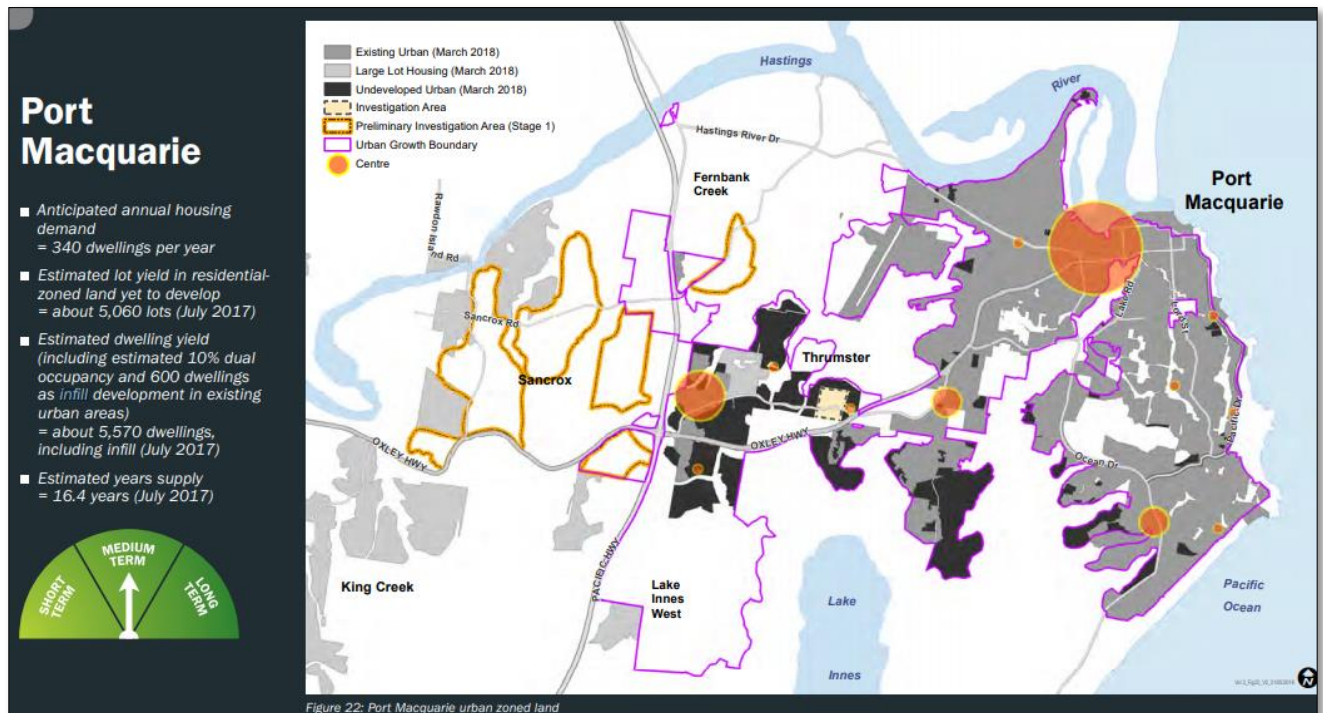 Port
Macquarie
Anticipated annual housing
demand
= 340 dwellings per year
Estimated lot yield in residential-
zoned land yet to develop
= about 5,060 lots (July 2017)
Estimated dwelling yield
(including estimated 10% dual
occupancy and 600 dwellings
as infill development in existing
urban areas)
= about 5,570 dwellings,
including infill (July 2017)
Estimated years supply
= 16.4 years (July 2017)
SHORT
TERM
MEDIUM
TERM
LONG
TERM
Existing Urban (March 2018)
Large Lot Housing (March 2018)
Undeveloped Urban (March 2018)
Investigation Area
Preliminary Investigation Area (Stage 1)
Urban Growth Boundary
Centre
Hastings
River
Hastings River Dr
Fernbank
Creek
Port
Macquarie
Rawdon Island Rd
Sancrox Rd
Sancrox
Thrumster
Lake Rd
Lord St
Pacific Dr
OXLEY HWY
OXLEY HWY
Ocean Dr
PACIFIC HWY
King Creek
Lake
Innes
West
Lake
Innes
Pacific
Ocean
N
Figure 22: Port Macquarie urban zoned land